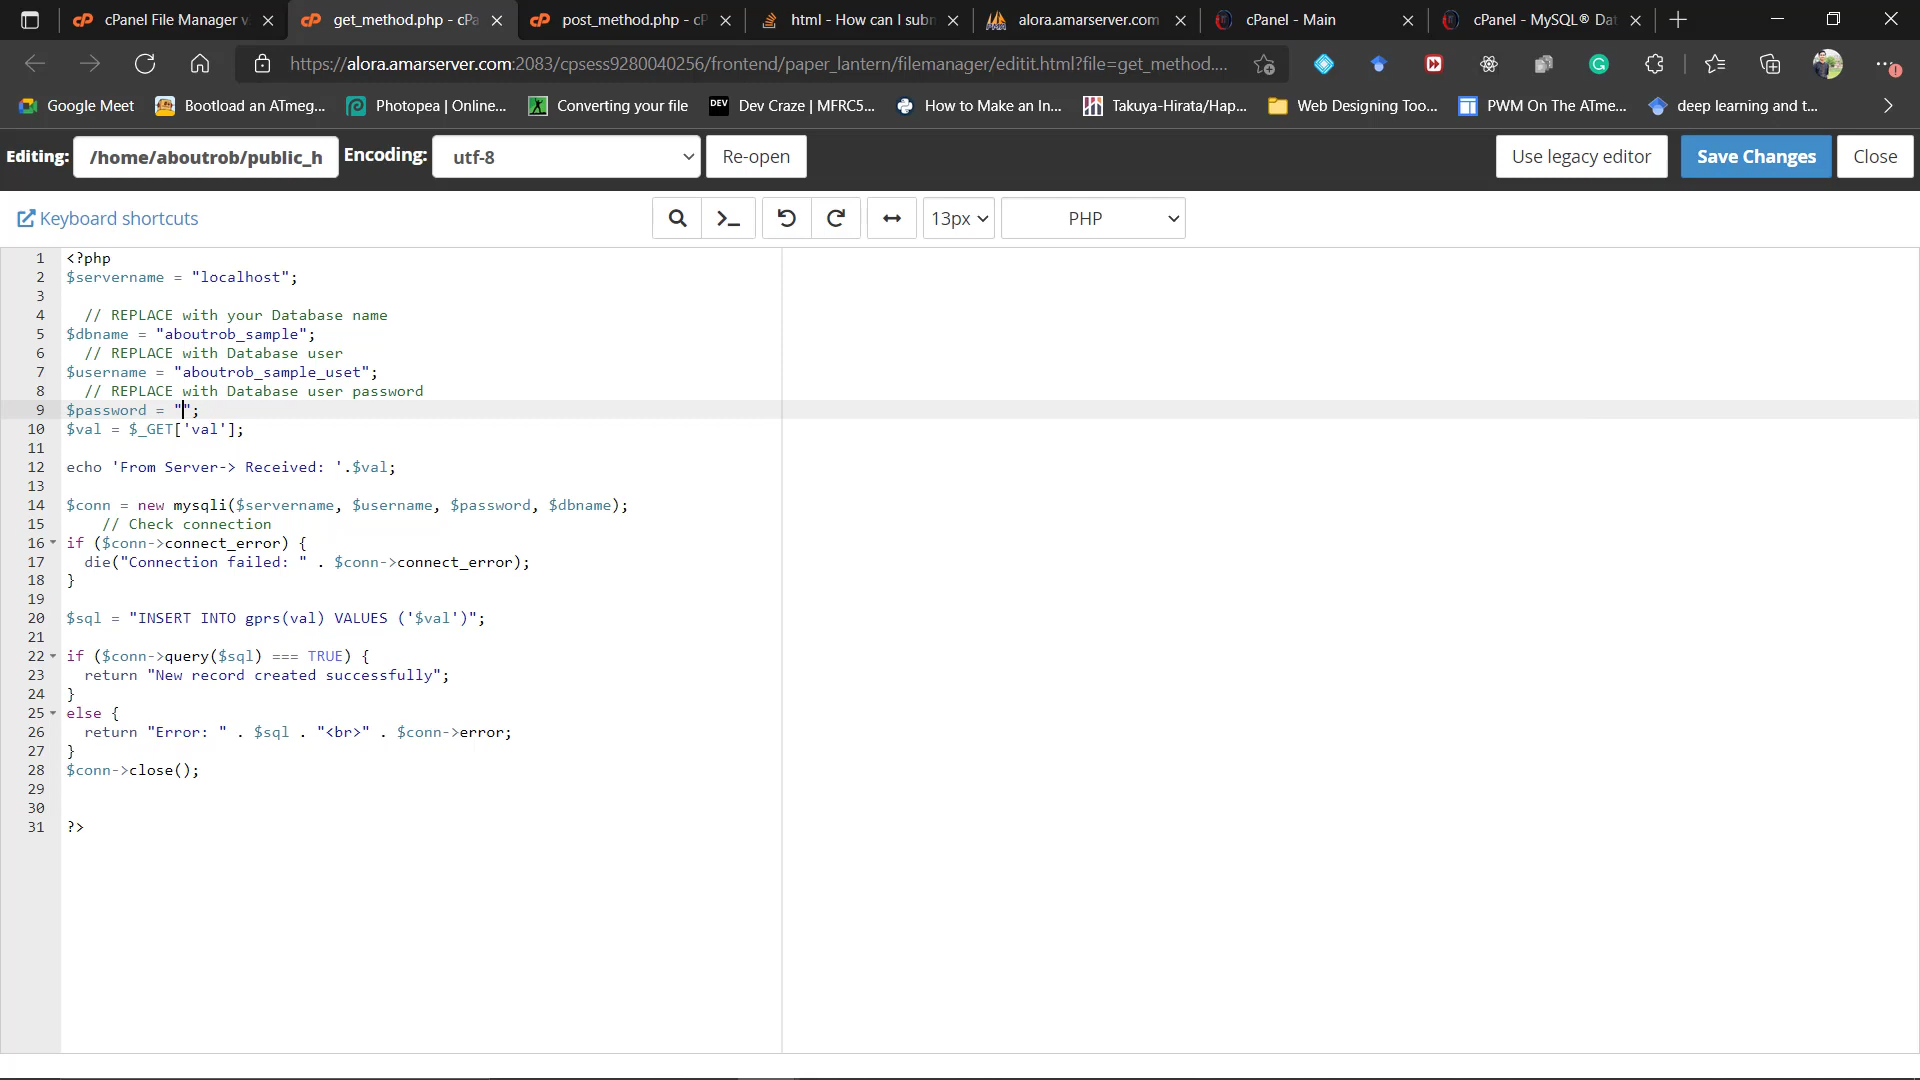 cPanel File Manager v
get_method.php - cPa
post_method.php - cP
html - How can I subm
alora.amarserver.com
cPanel - Main
cPanel - MySQL® Dat
https://alora.amarserver.com:2083/cpsess9280040256/frontend/paper_lantern/filemanager/editit.html?file=get_method....
Google Meet
Bootload an ATmeg...
Photopea | Online...
Converting your file
DEV
Dev Craze | MFRC5...
How to Make an In...
Takuya-Hirata/Hap...
Web Designing Too...
PWM On The ATme...
deep learning and t...
Editing:
/home/aboutrob/public_h
Encoding:
utf-8
Re-open
Use legacy editor
Save Changes
Close
Keyboard shortcuts
13px
PHP
1 <?php
2 $servername = "localhost";
3
4 // REPLACE with your Database name
5 $dbname = "aboutrob_sample";
6 // REPLACE with Database user
7 $username = "aboutrob_sample_uset";
8 // REPLACE with Database user password
9 $password = "";
10 $val = $_GET['val'];
11
12 echo 'From Server-> Received: '.$val;
13
14 $conn = new mysqli($servername, $username, $password, $dbname);
15 // Check connection
16 if ($conn->connect_error) {
17 die("Connection failed: " . $conn->connect_error);
18 }
19
20 $sql = "INSERT INTO gprs(val) VALUES ('$val')";
21
22 if ($conn->query($sql) === TRUE) {
23 return "New record created successfully";
24 }
25 else {
26 return "Error: " . $sql . "<br>" . $conn->error;
27 }
28 $conn->close();
29
30
31 ?>